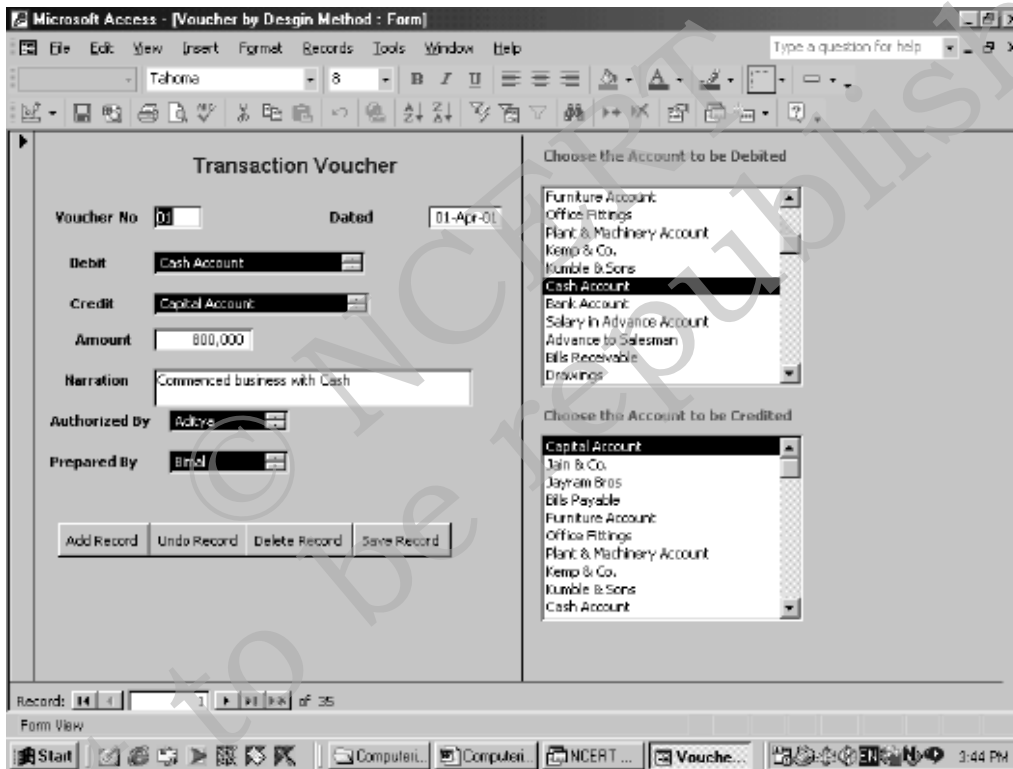 Microsoft Access - [Voucher by Desgin Method : Form]
File Edit View Insert Format Records Tools Window Help
Type a question for help
Tahoma 8 B I U
Transaction Voucher
Voucher No 01 Dated 01-Apr-01
Debit Cash Account
Credit Capital Account
Amount 800,000
Narration Commenced business with Cash
Authorized By Aditya
Prepared By Bimal
Add Record Undo Record Delete Record Save Record
Choose the Account to be Debited
Furniture Account
Office Fittings
Plant & Machinery Account
Kemp & Co.
Kumble & Sons
Cash Account
Bank Account
Salary in Advance Account
Advance to Salesman
Bills Receivable
Drawings
Choose the Account to be Credited
Capital Account
Jain & Co.
Jayram Bros
Bills Payable
Furniture Account
Office Fittings
Plant & Machinery Account
Kemp & Co.
Kumble & Sons
Cash Account
Record: 1 of 35
Form View
Start Computeri... Computeri... NCERT ... Vouche... 3:44 PM
© NCERT
to be republish